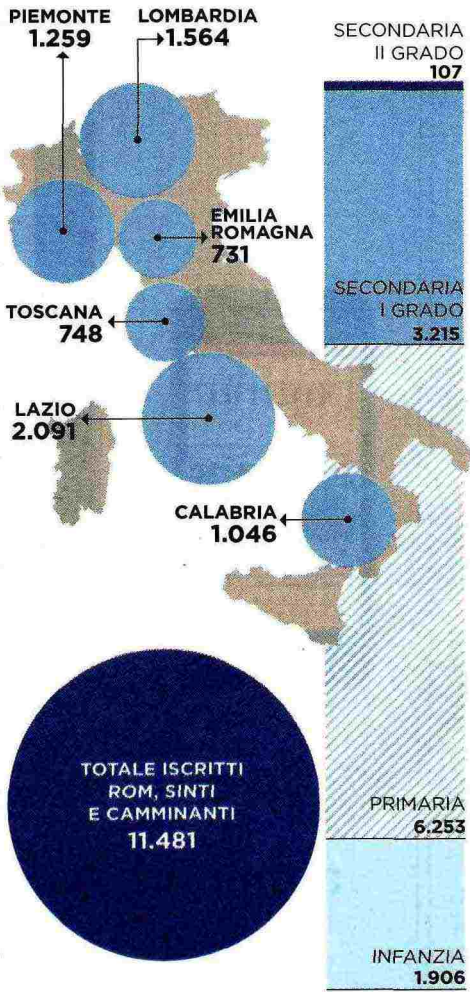 PIEMONTE
1.259
LOMBARDIA
1.564
EMILIA
ROMAGNA
731
TOSCANA
748
LAZIO
2.091
CALABRIA
1.046
TOTALE ISCRITTI
ROM, SINTI
E CAMMINANTI
11.481
SECONDARIA
II GRADO
107
SECONDARIA
I GRADO
3.215
PRIMARIA
6.253
INFANZIA
1.906